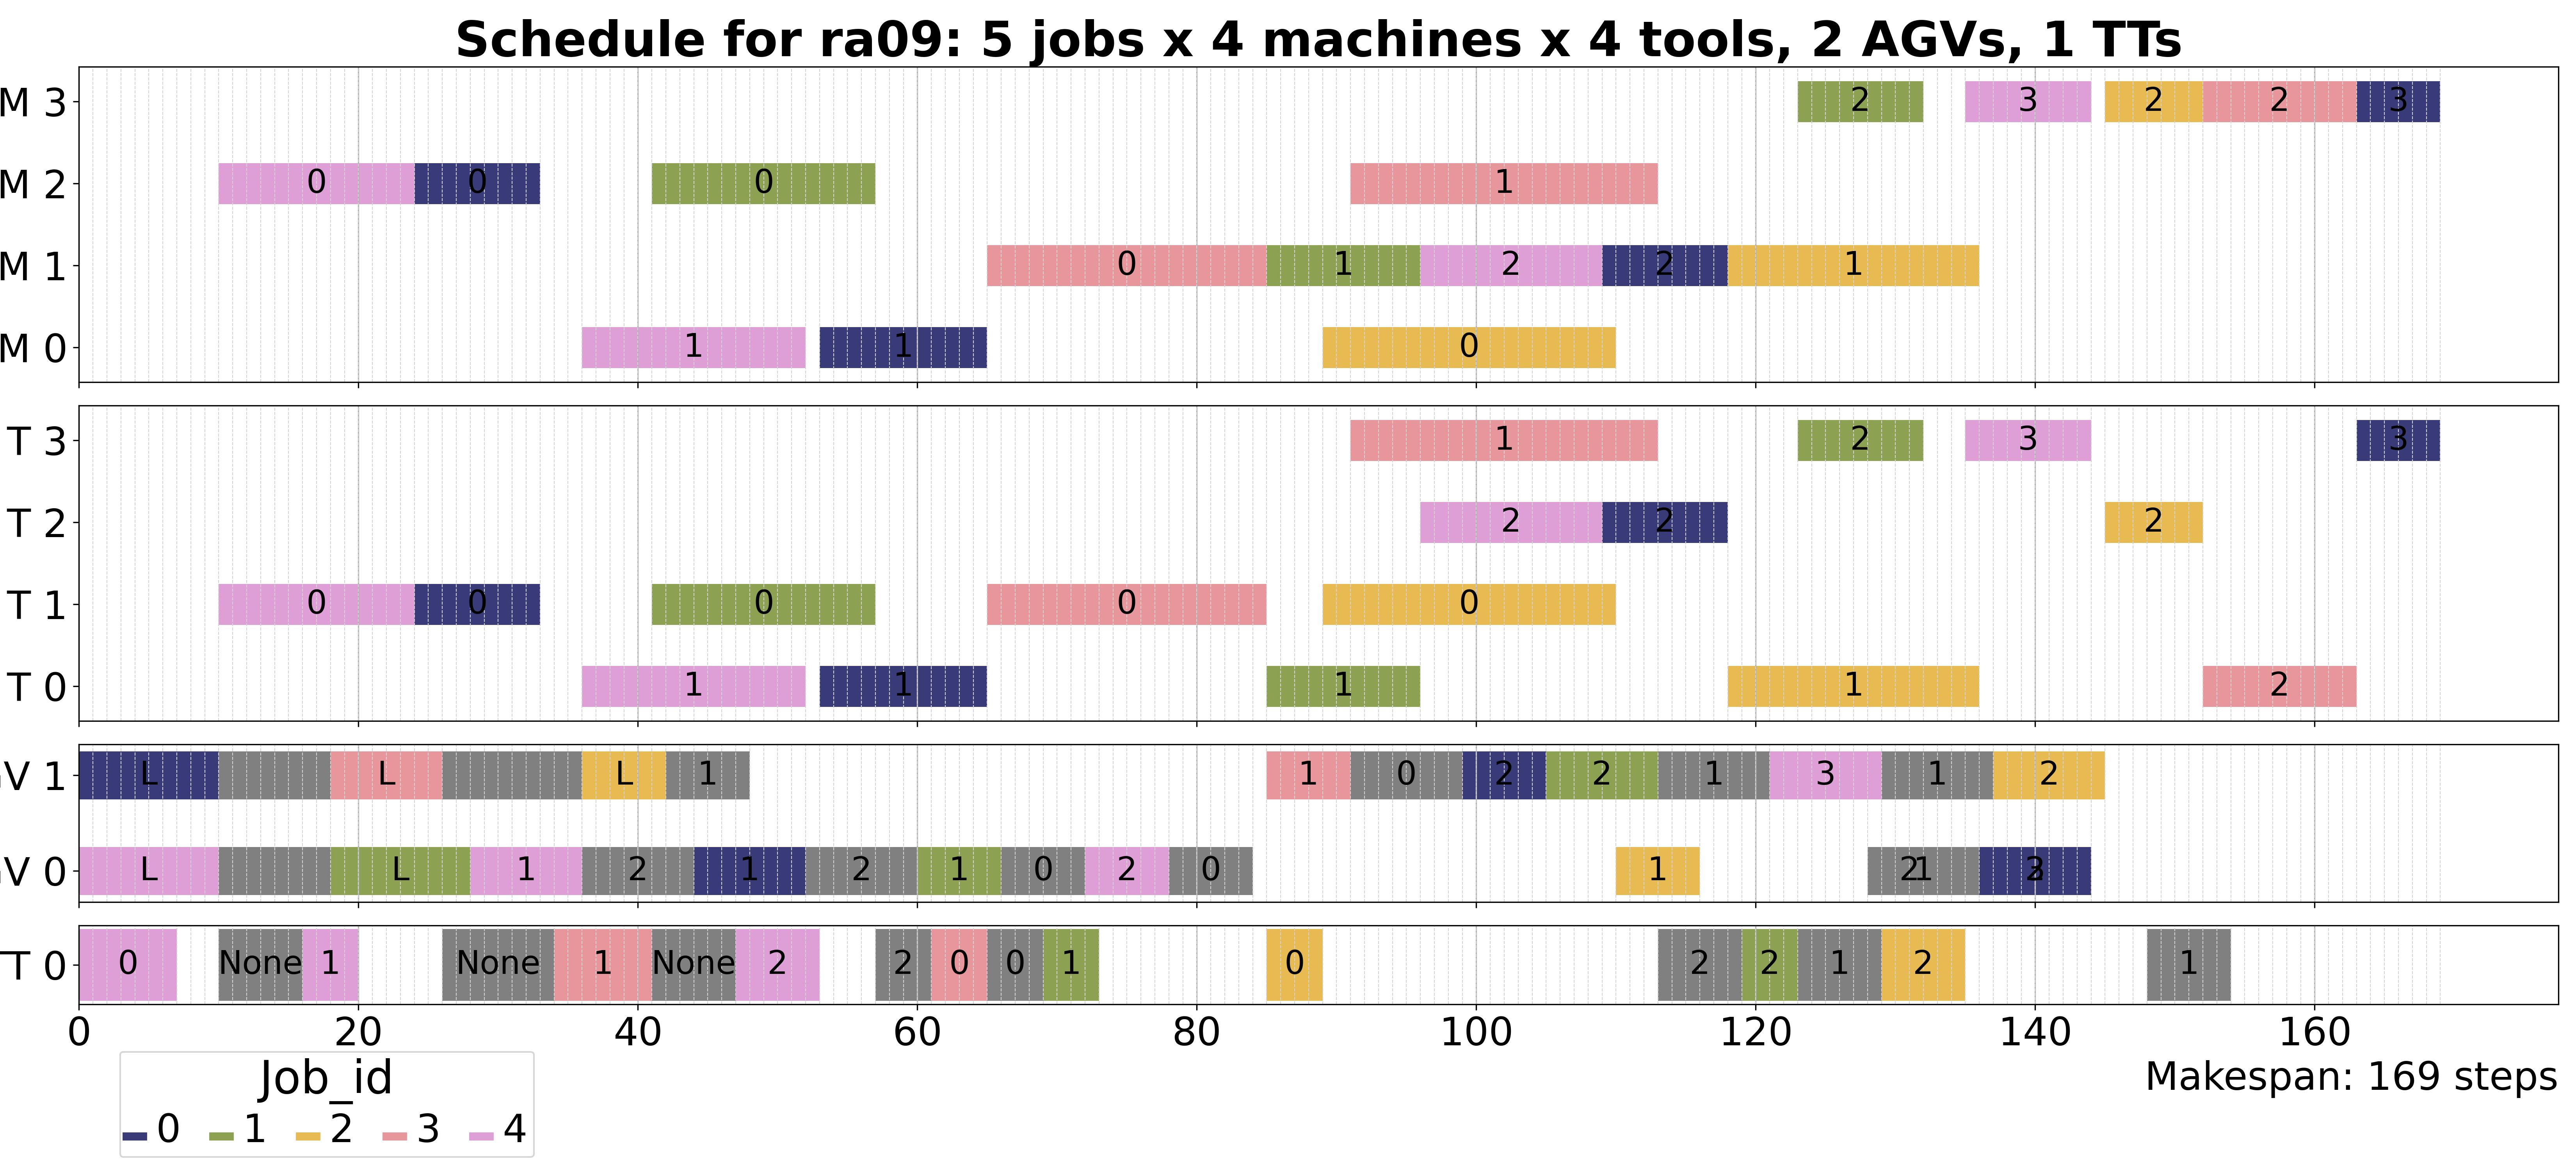 Schedule for ra09: 5 jobs x 4 machines x 4 tools, 2 AGVs, 1 TTs
M 3 2 3 2 2 3
M 2 0 0 0 1
M 1 0 1 2 2 1
M 0 1 1 0
T 3 1 2 3 3
T 2 2 2 2
T 1 0 0 0 0 0
T 0 1 1 1 1 2
V 1 L L L 1 1 0 2 2 1 3 1 2
V 0 L L 1 2 1 2 1 0 2 0 1 2 1
T 0 0 None 1 None 1 None 2 2 0 0 1 0 2 2 1 2 1
0 20 40 60 80 100 120 140 160
Job_id
0 1 2 3 4
Makespan: 169 steps